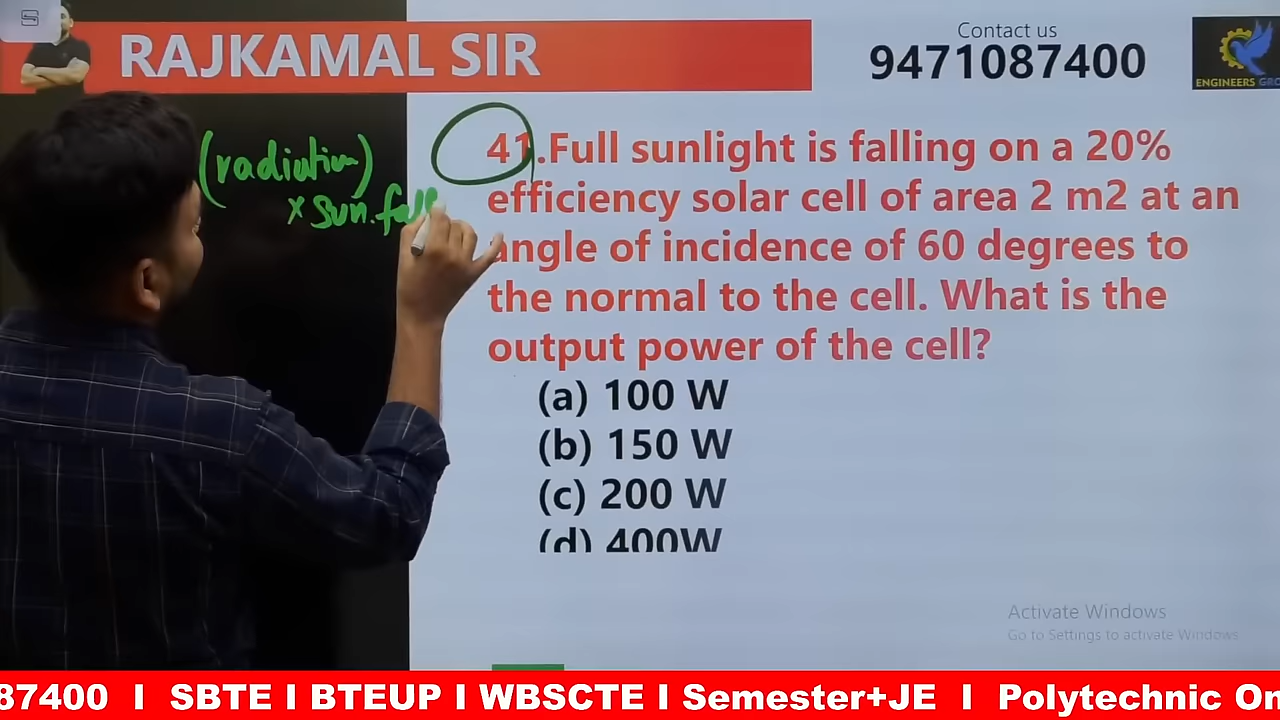 RAJKAMAL SIR
Contact us
9471087400
ENGINEERS GRO
(radiation)
x sun.fall
41.Full sunlight is falling on a 20%
efficiency solar cell of area 2 m2 at an
angle of incidence of 60 degrees to
the normal to the cell. What is the
output power of the cell?
(a) 100 W
(b) 150 W
(c) 200 W
(d) 400W
Activate Windows
Go to Settings to activate Windows
87400 I SBTE I BTEUP I WBSCTE I Semester+JE I Polytechnic On